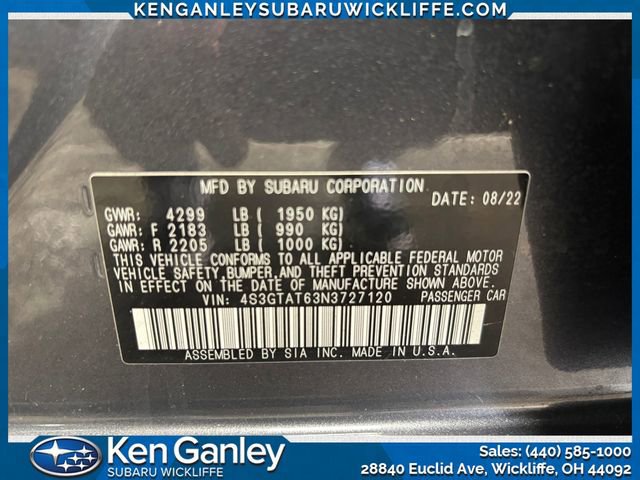 KENGANLEYSUBARUWICKLIFFE.COM
MFD BY SUBARU CORPORATION
DATE: 08/22
GVWR: 4299 LB ( 1950 KG)
GAWR: F 2183 LB ( 990 KG)
GAWR: R 2205 LB ( 1000 KG)
THIS VEHICLE CONFORMS TO ALL APPLICABLE FEDERAL MOTOR
VEHICLE SAFETY, BUMPER, AND THEFT PREVENTION STANDARDS
IN EFFECT ON THE DATE OF MANUFACTURE SHOWN ABOVE.
VIN: 4S3GTAT63N3727120 PASSENGER CAR
ASSEMBLED BY SIA INC. MADE IN U.S.A.
Ken Ganley
SUBARU WICKLIFFE
Sales: (440) 585-1000
28840 Euclid Ave, Wickliffe, OH 44092